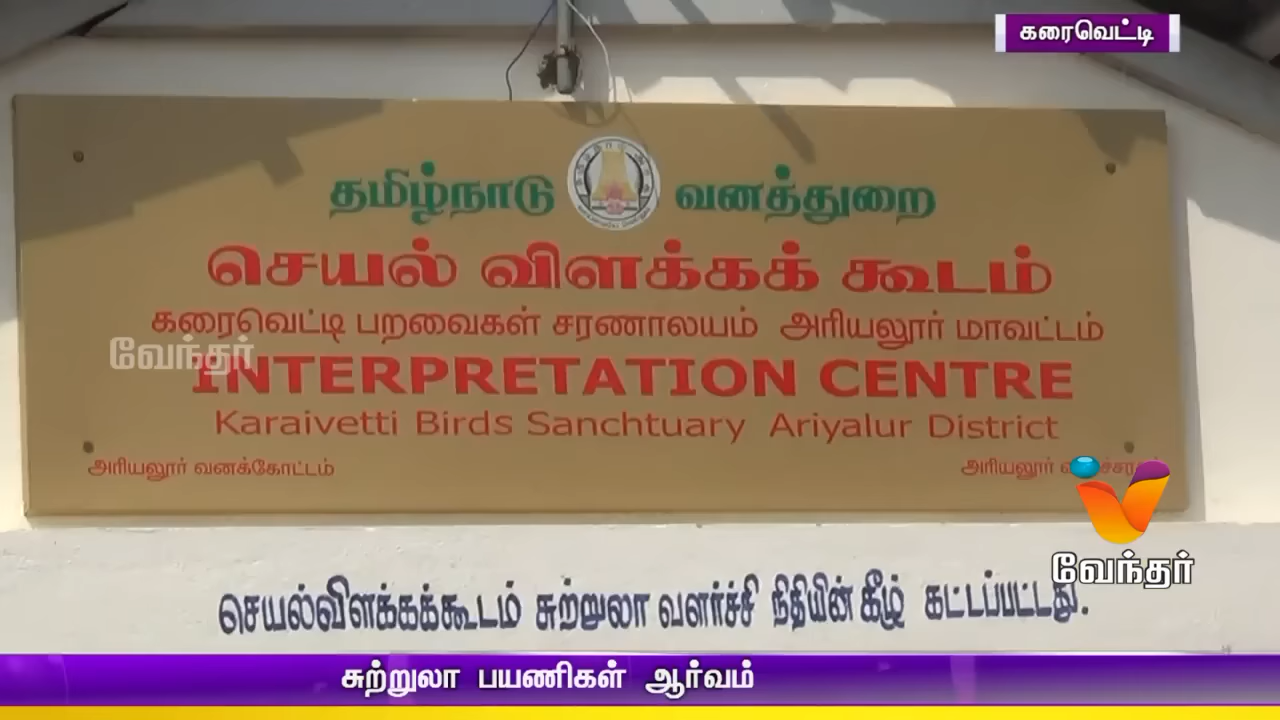 கரைவெட்டி
தமிழ்நாடு வனத்துறை
செயல் விளக்கக் கூடம்
கரைவெட்டி பறவைகள் சரணாலயம் அரியலூர் மாவட்டம்
வேந்தர்
INTERPRETATION CENTRE
Karaivetti Birds Sanchtuary Ariyalur District
அரியலூர் வனக்கோட்டம்
அரியலூர்
வேந்தர்
செயல்விளக்கக்கூடம் சுற்றுலா வளர்ச்சி நிதியின் கீழ் கட்டப்பட்டது.
சுற்றுலா பயணிகள் ஆர்வம்